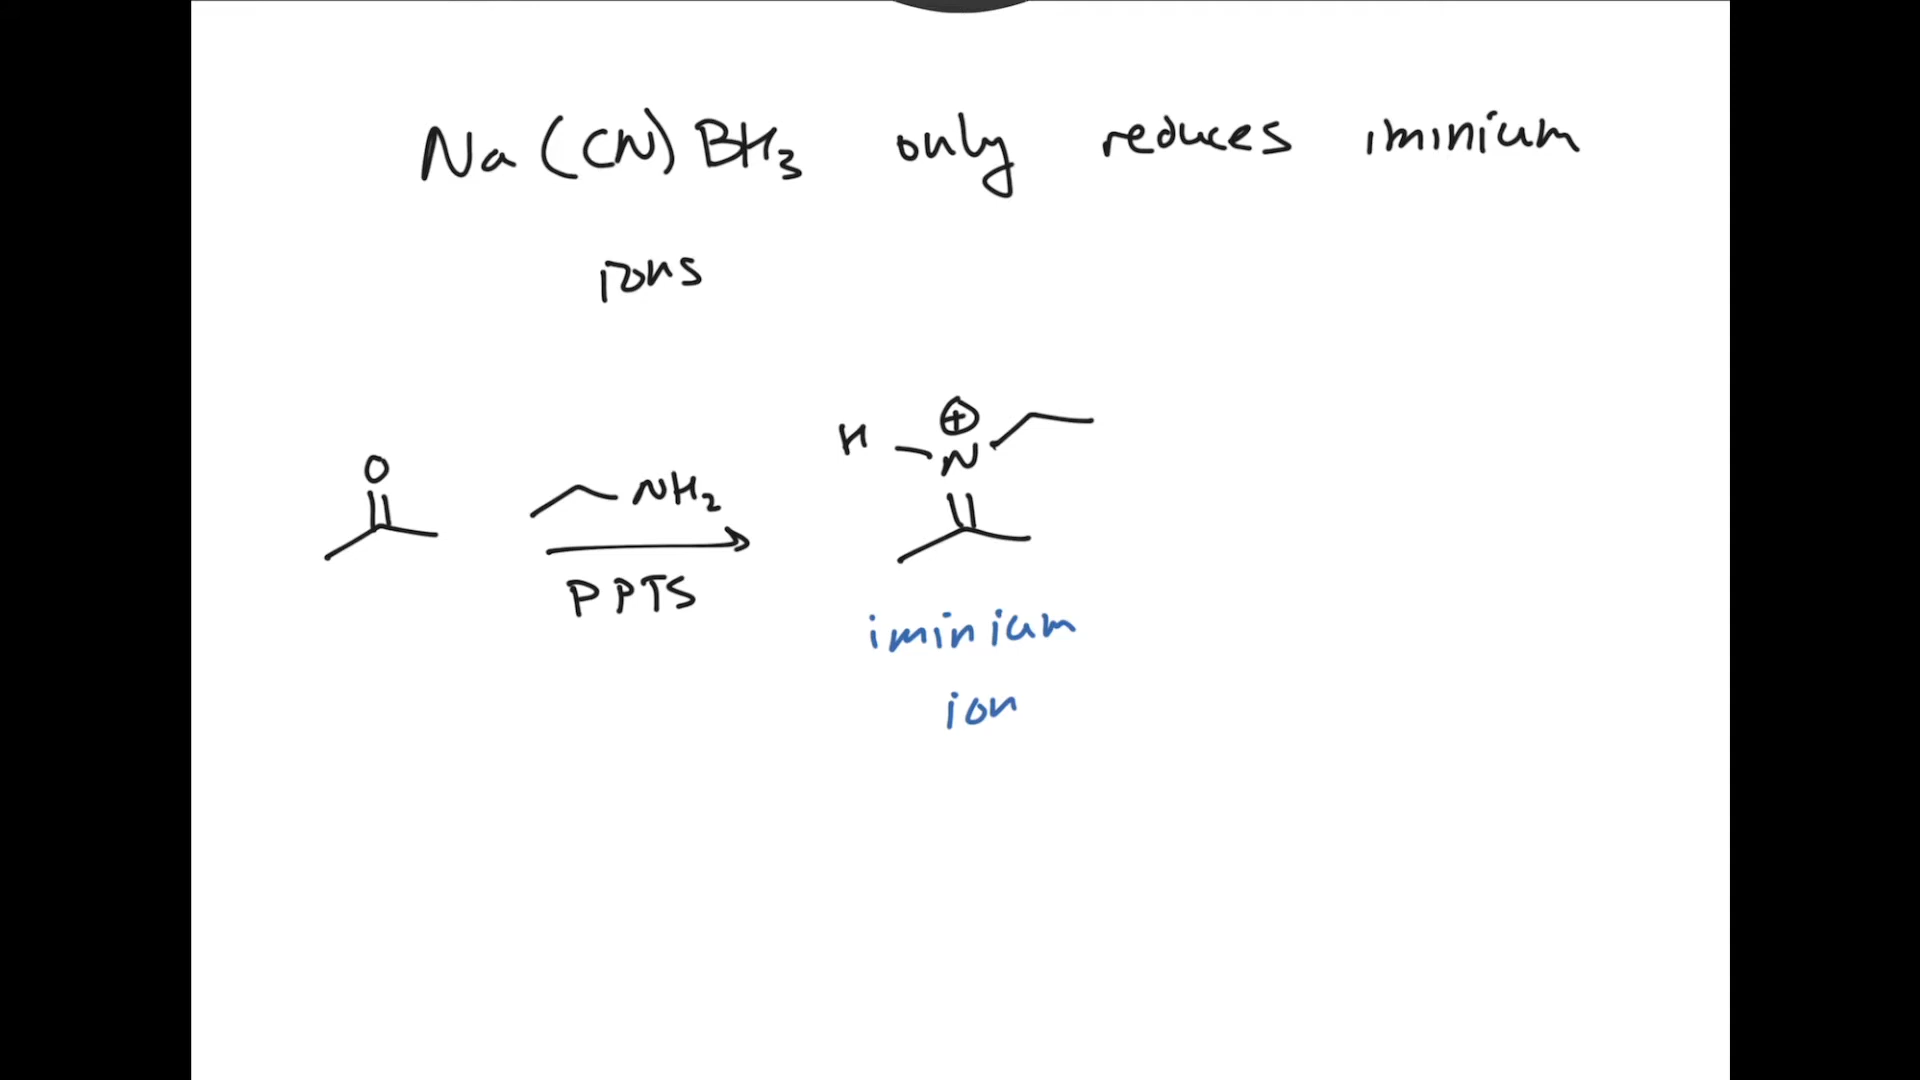 Na(CN)BH3 only reduces iminium
ions
O
NH2
PPTS
H
⊕
N
iminium
ion